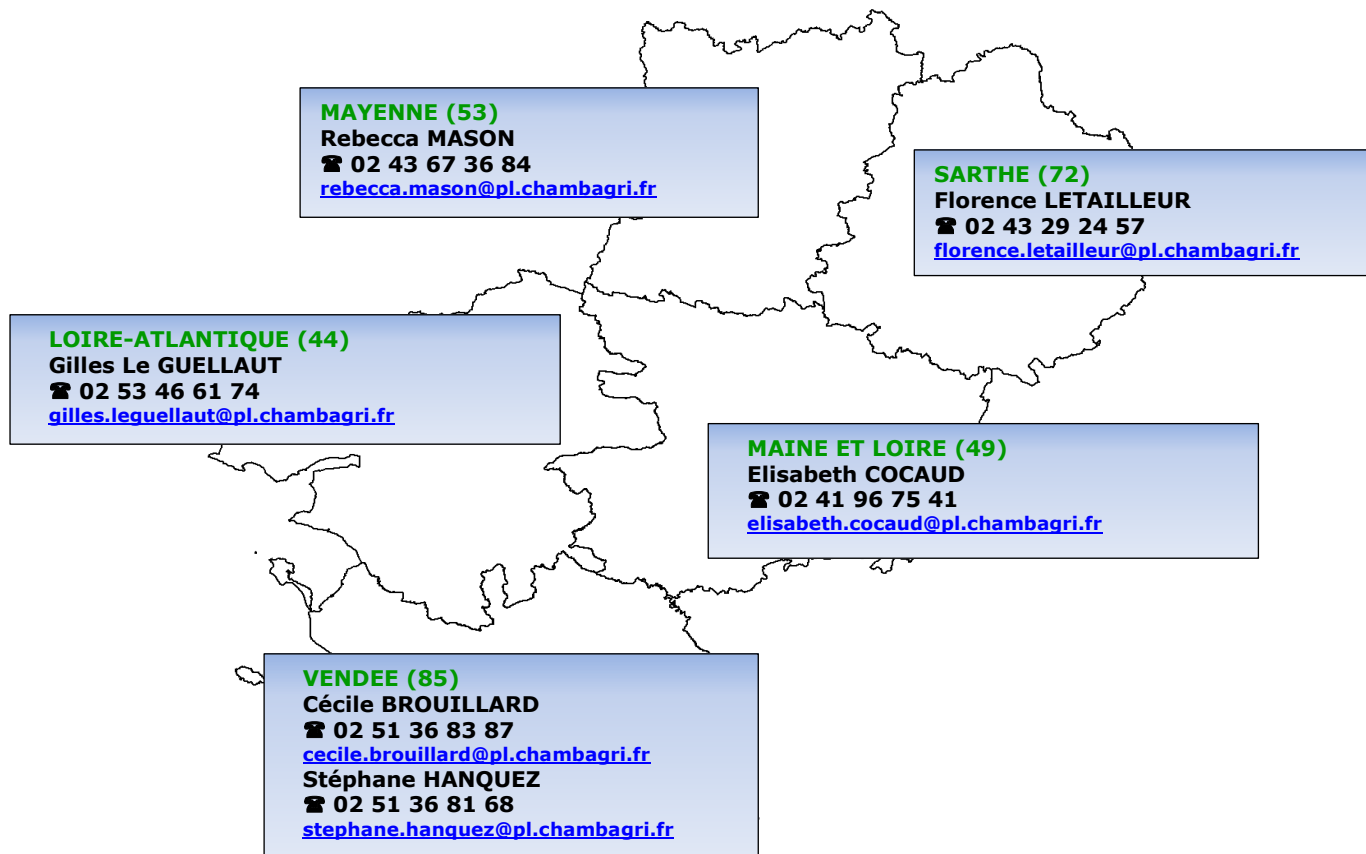 MAYENNE (53)
Rebecca MASON
☎ 02 43 67 36 84
rebecca.mason@pl.chambagri.fr
SARTHE (72)
Florence LETAILLEUR
☎ 02 43 29 24 57
florence.letailleur@pl.chambagri.fr
LOIRE-ATLANTIQUE (44)
Gilles Le GUELLAUT
☎ 02 53 46 61 74
gilles.leguellaut@pl.chambagri.fr
MAINE ET LOIRE (49)
Elisabeth COCAUD
☎ 02 41 96 75 41
elisabeth.cocaud@pl.chambagri.fr
VENDEE (85)
Cécile BROUILLARD
☎ 02 51 36 83 87
cecile.brouillard@pl.chambagri.fr
Stéphane HANQUEZ
☎ 02 51 36 81 68
stephane.hanquez@pl.chambagri.fr